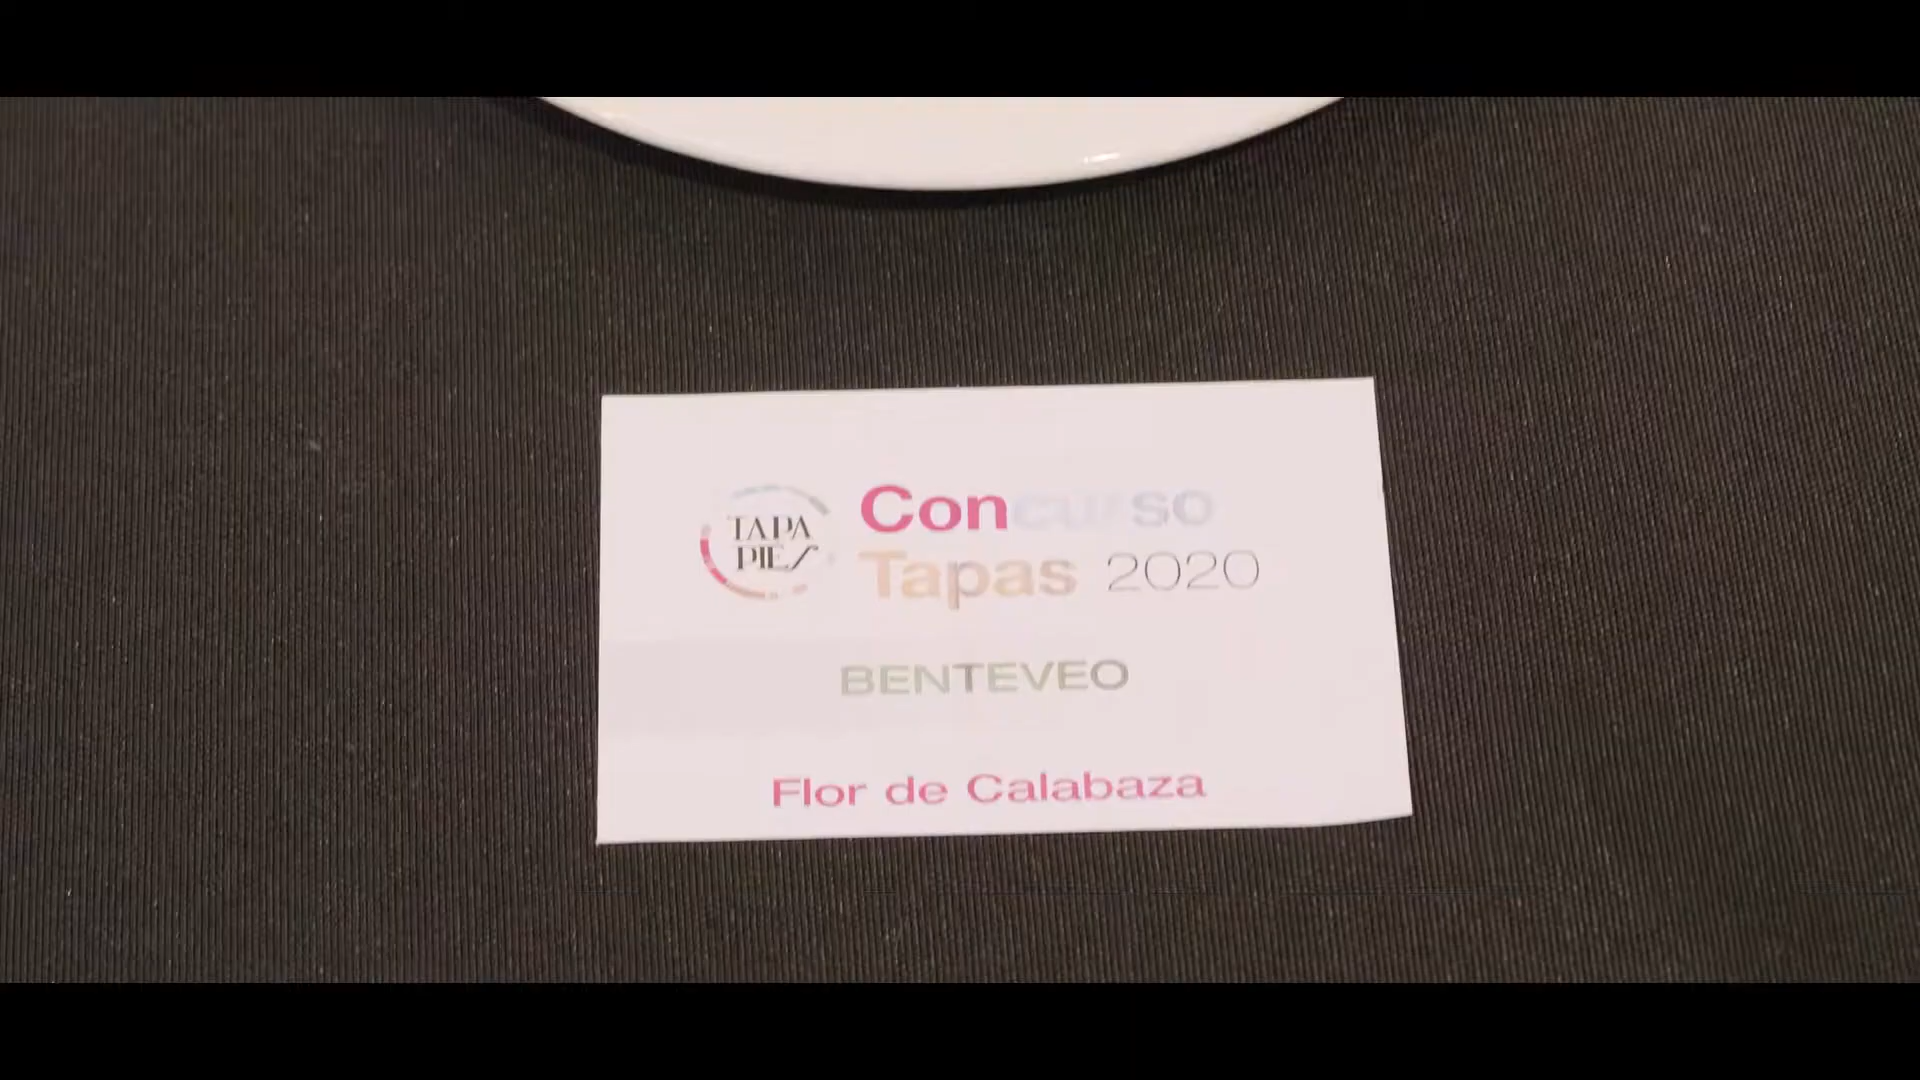 TAPA
PIES
Concurso
Tapas 2020
BENTEVEO
Flor de Calabaza